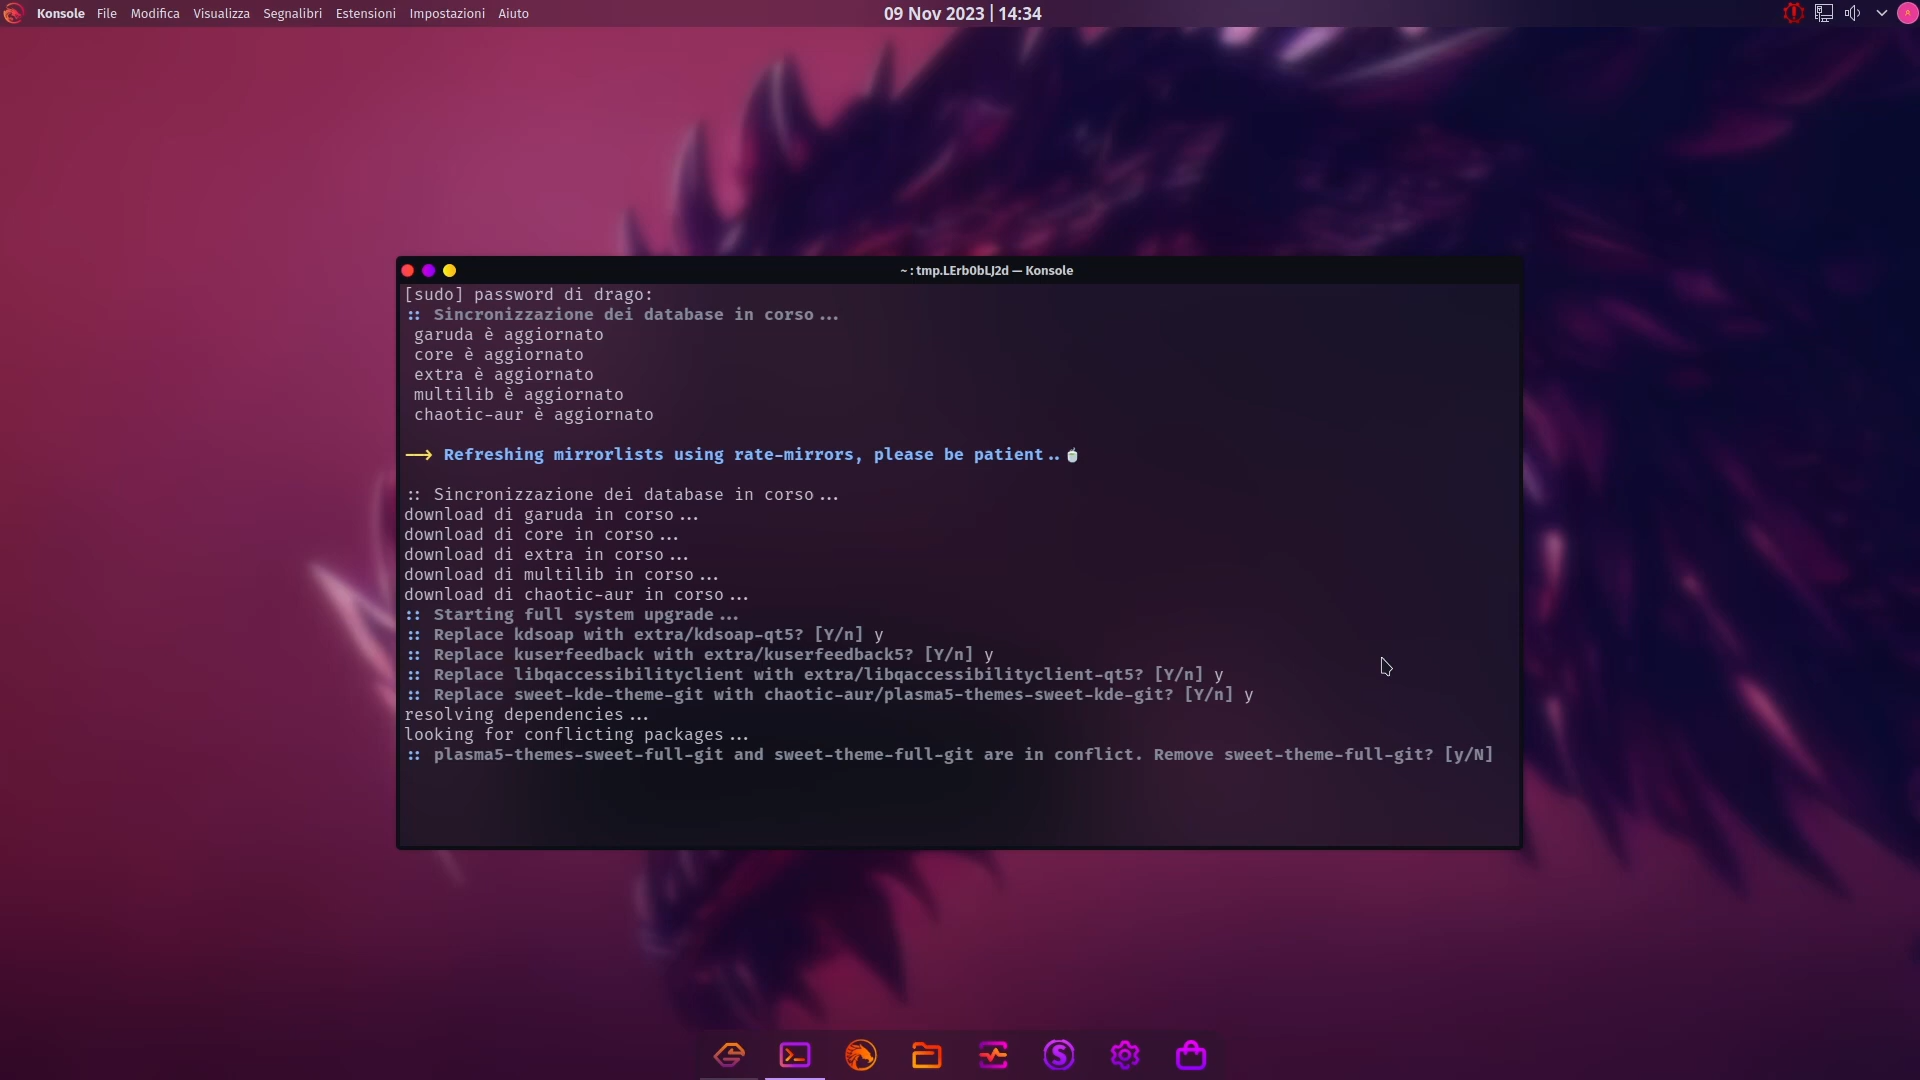 Konsole File Modifica Visualizza Segnalibri Estensioni Impostazioni Aiuto
09 Nov 2023 | 14:34
~ : tmp.LErb0bLJ2d — Konsole
[sudo] password di drago:
:: Sincronizzazione dei database in corso...
garuda è aggiornato
core è aggiornato
extra è aggiornato
multilib è aggiornato
chaotic-aur è aggiornato
⟶ Refreshing mirrorlists using rate-mirrors, please be patient..🍵
:: Sincronizzazione dei database in corso...
download di garuda in corso...
download di core in corso...
download di extra in corso...
download di multilib in corso...
download di chaotic-aur in corso...
:: Starting full system upgrade...
:: Replace kdsoap with extra/kdsoap-qt5? [Y/n] y
:: Replace kuserfeedback with extra/kuserfeedback5? [Y/n] y
:: Replace libqaccessibilityclient with extra/libqaccessibilityclient-qt5? [Y/n] y
:: Replace sweet-kde-theme-git with chaotic-aur/plasma5-themes-sweet-kde-git? [Y/n] y
resolving dependencies...
looking for conflicting packages...
:: plasma5-themes-sweet-full-git and sweet-theme-full-git are in conflict. Remove sweet-theme-full-git? [y/N]